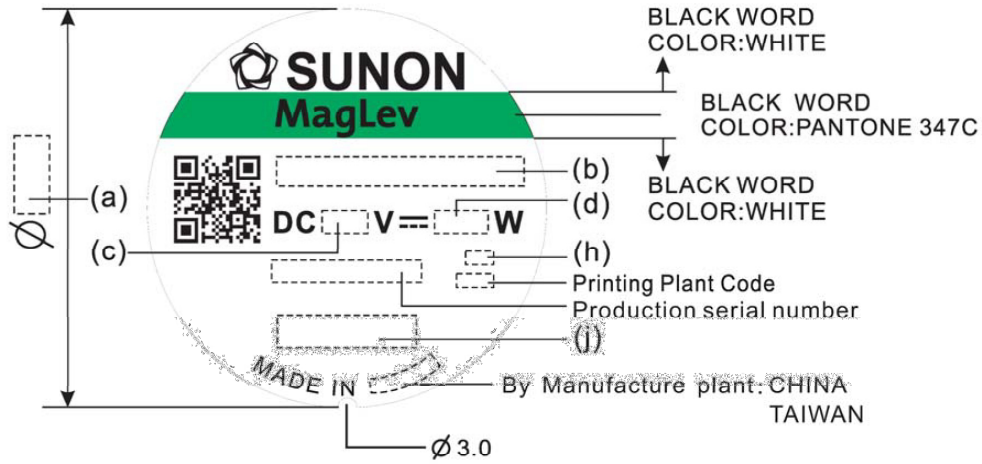 BLACK WORD
COLOR:WHITE
SUNON
MagLev
BLACK WORD
COLOR:PANTONE 347C
(a)
(b)
BLACK WORD
COLOR:WHITE
(d)
DC V W
Ø
(c)
(h)
Printing Plant Code
Production serial number
(j)
MADE IN
By Manufacture plant: CHINA
TAIWAN
Ø 3.0